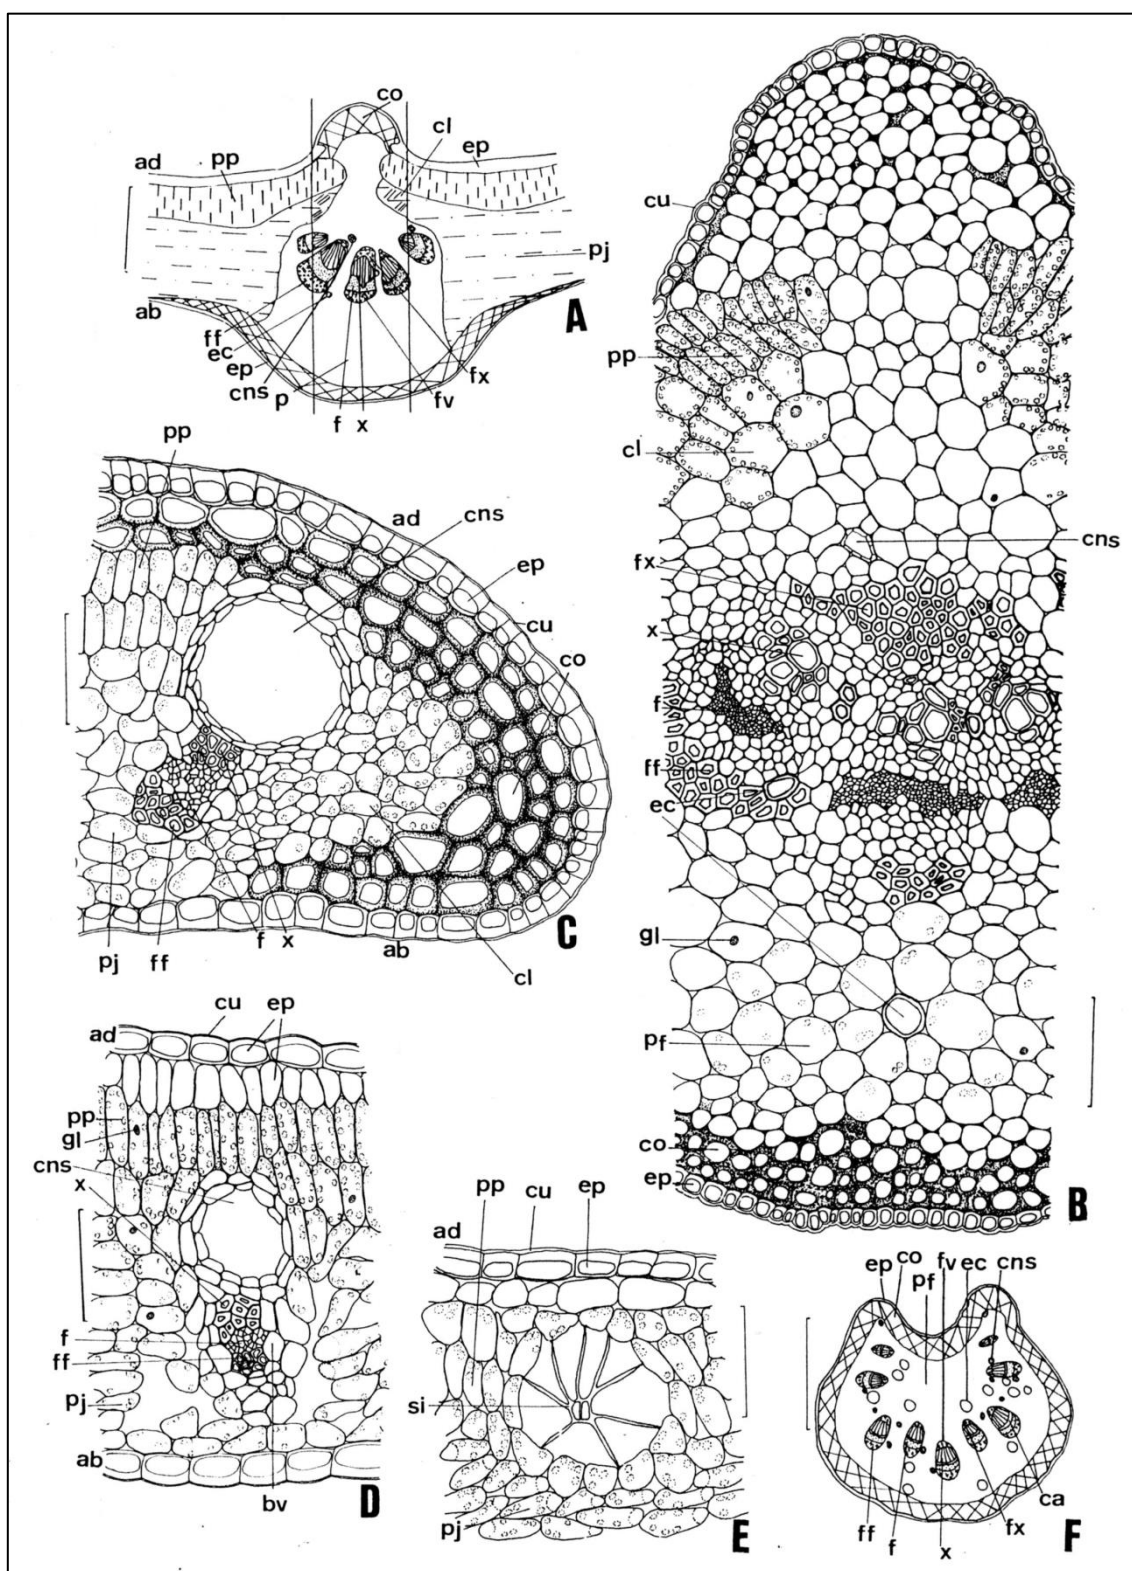 co
cl
ep
ad
pp
pj
A
ab
ff
ec
ep
cns
p
f
x
fv
fx
cu
pp
cl
cns
fx
x
f
ff
ec
gl
pf
co
ep
B
pp
ad
cns
ep
cu
co
C
pj
ff
f
x
ab
cl
cu
ep
ad
pp
gl
cns
x
f
ff
pj
ab
bv
D
pp
cu
ep
ad
si
pj
E
ep
co
pf
fv
ec
cns
ca
fx
x
f
ff
F